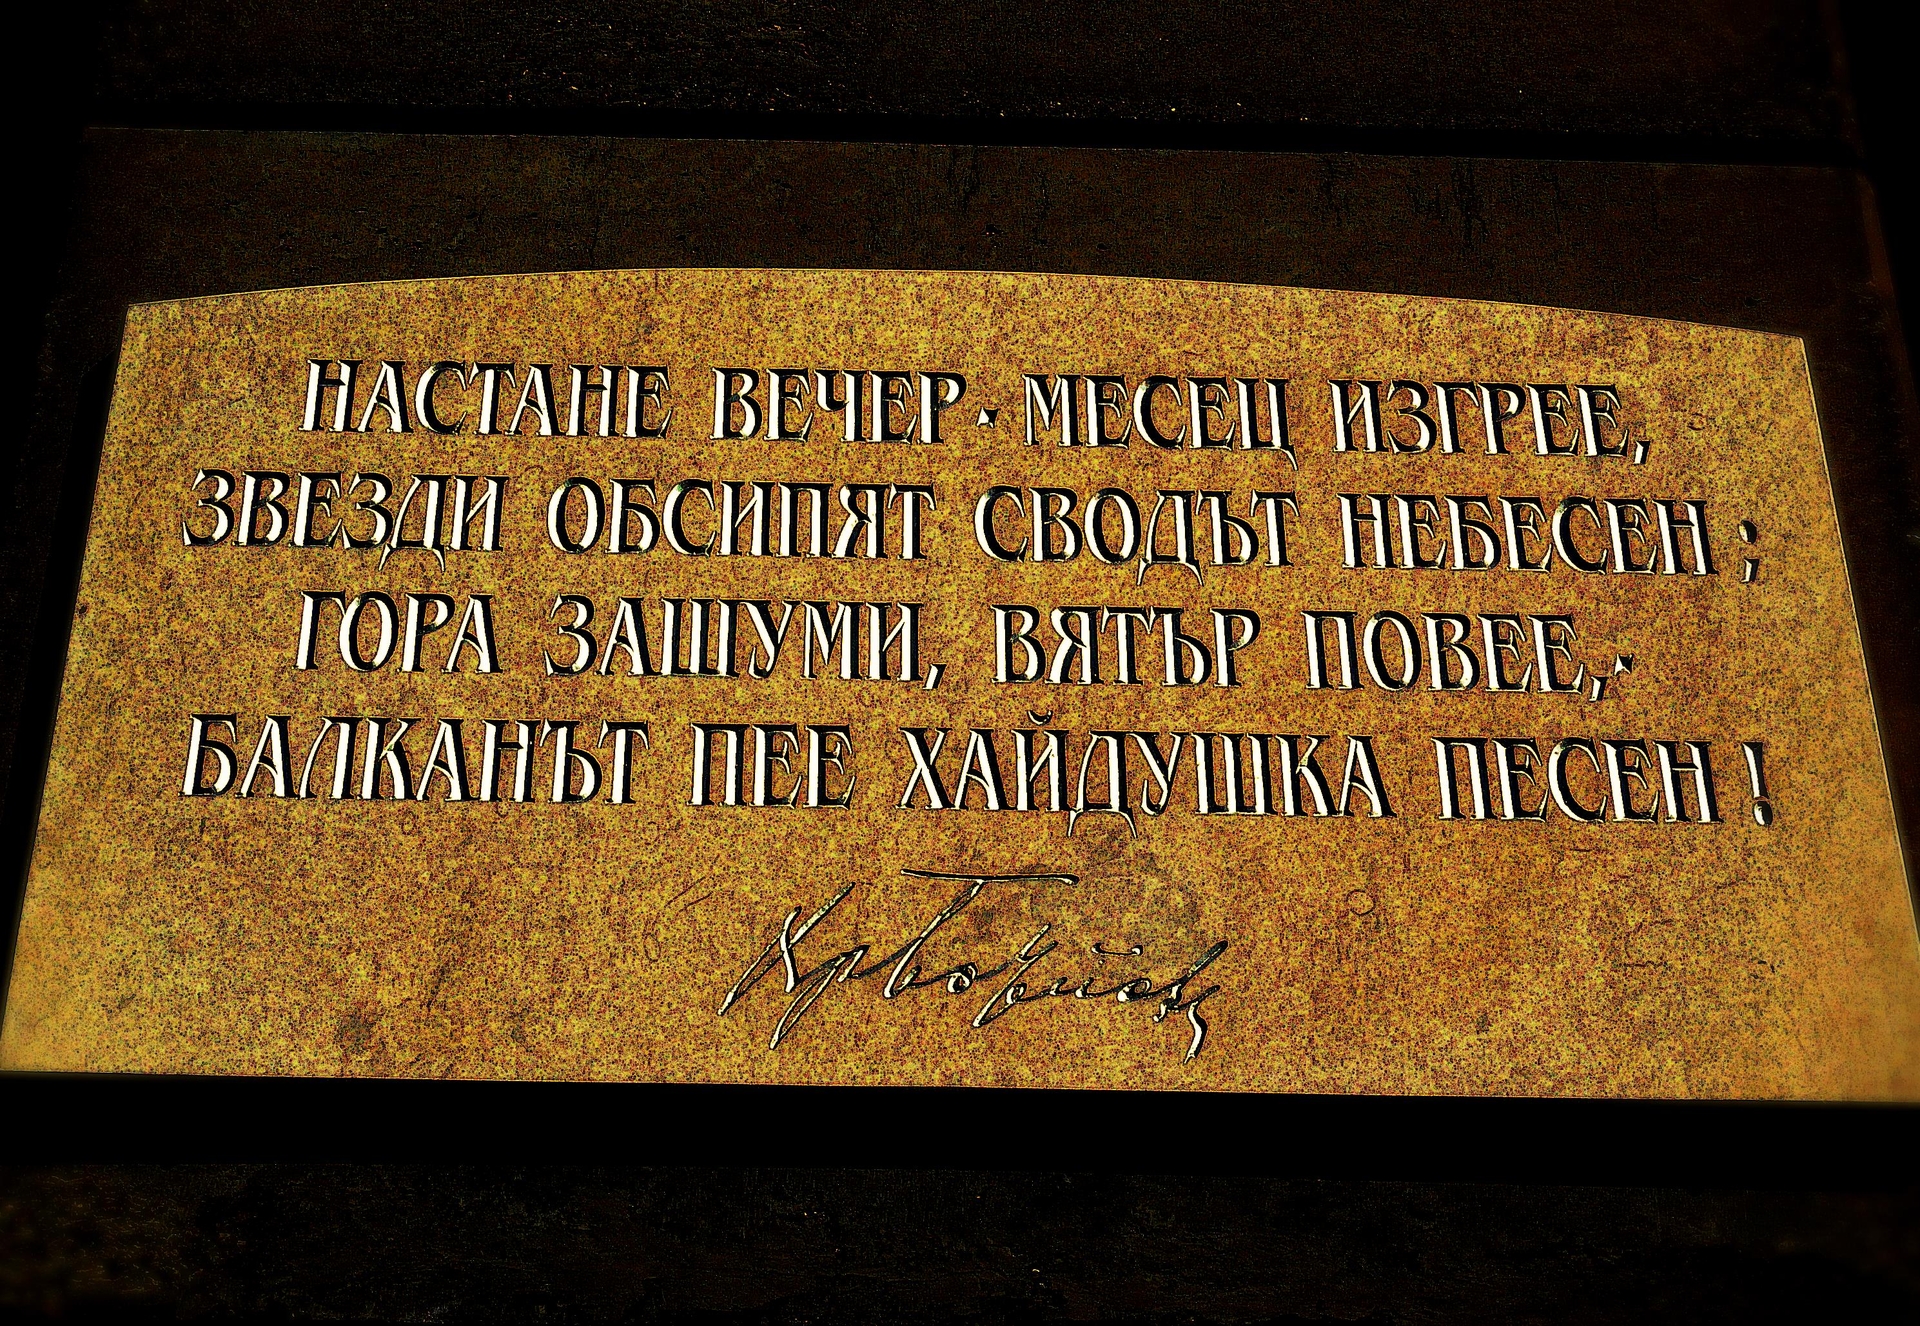 НАСТАНЕ ВЕЧЕР · МЕСЕЦ ИЗГРЕЕ,
ЗВЕЗДИ ОБСИПЯТ СВОДЪТ НЕБЕСЕН ;
ГОРА ЗАШУМИ, ВЯТЪР ПОВЕЕ, ·
БАЛКАНЪТ ПЕЕ ХАЙДУШКА ПЕСЕН !